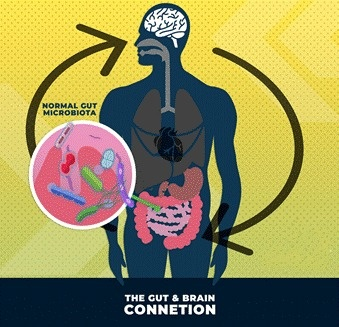 NORMAL GUT
MICROBIOTA
THE GUT & BRAIN
CONNETION